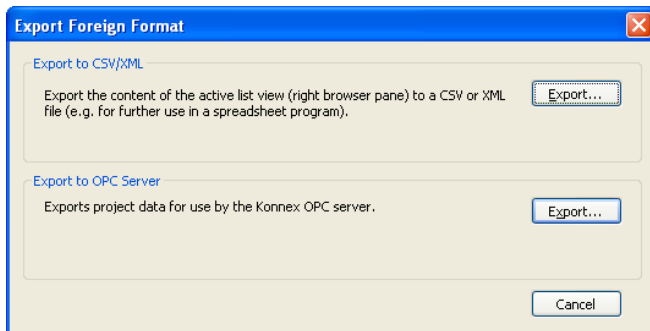 Export Foreign Format
Export to CSV/XML
Export the content of the active list view (right browser pane) to a CSV or XML
file (e.g. for further use in a spreadsheet program).
Export...
Export to OPC Server
Exports project data for use by the Konnex OPC server.
Export...
Cancel